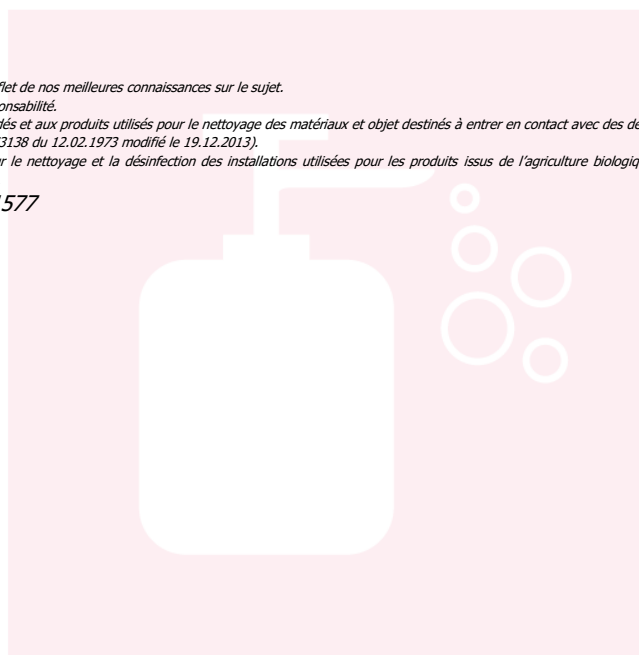 flet de nos meilleures connaissances sur le sujet.
onsabilité.
dés et aux produits utilisés pour le nettoyage des matériaux et objet destinés à entrer en contact avec des de
3138 du 12.02.1973 modifié le 19.12.2013).
r le nettoyage et la désinfection des installations utilisées pour les produits issus de l’agriculture biologiq
1577